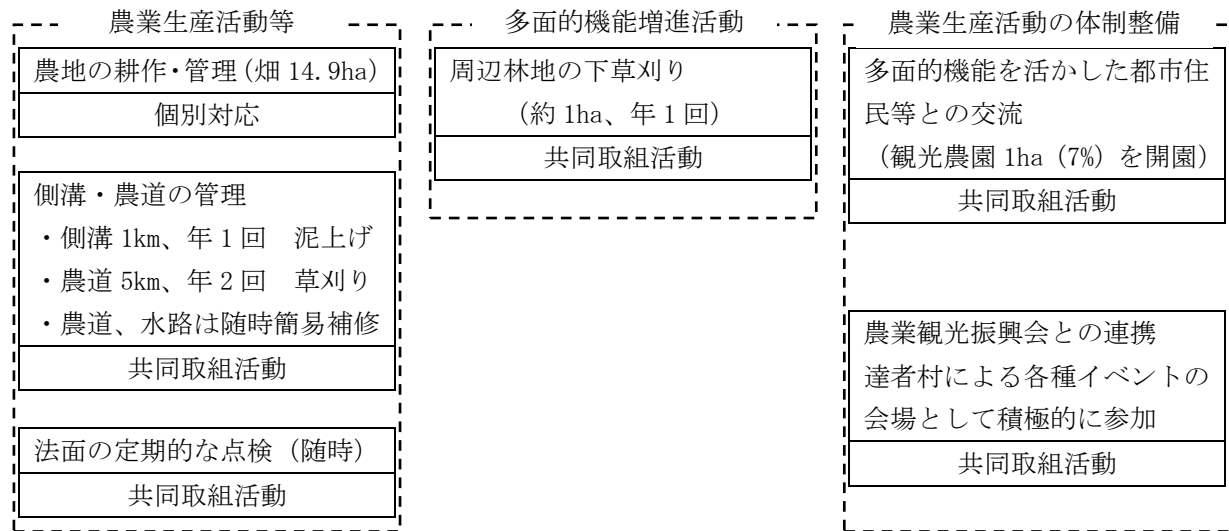 農業生産活動等
農地の耕作・管理(畑 14.9ha)
個別対応
側溝・農道の管理
・側溝 1km、年1回　泥上げ
・農道 5km、年2回　草刈り
・農道、水路は随時簡易補修
共同取組活動
法面の定期的な点検（随時）
共同取組活動
多面的機能増進活動
周辺林地の下草刈り
（約 1ha、年1回）
共同取組活動
農業生産活動の体制整備
多面的機能を活かした都市住
民等との交流
（観光農園 1ha（7%）を開園）
共同取組活動
農業観光振興会との連携
達者村による各種イベントの
会場として積極的に参加
共同取組活動